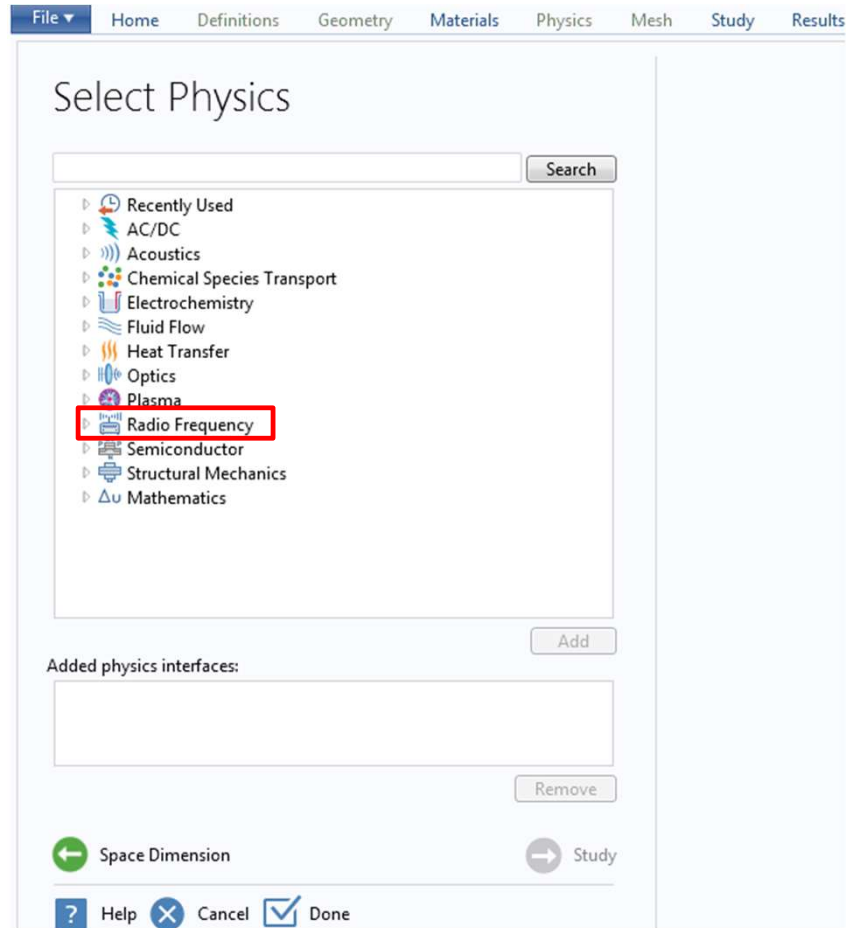 File Home Definitions Geometry Materials Physics Mesh Study Results
Select Physics
Search
Recently Used
AC/DC
Acoustics
Chemical Species Transport
Electrochemistry
Fluid Flow
Heat Transfer
Optics
Plasma
Radio Frequency
Semiconductor
Structural Mechanics
Δu Mathematics
Add
Added physics interfaces:
Remove
Space Dimension Study
? Help Cancel Done